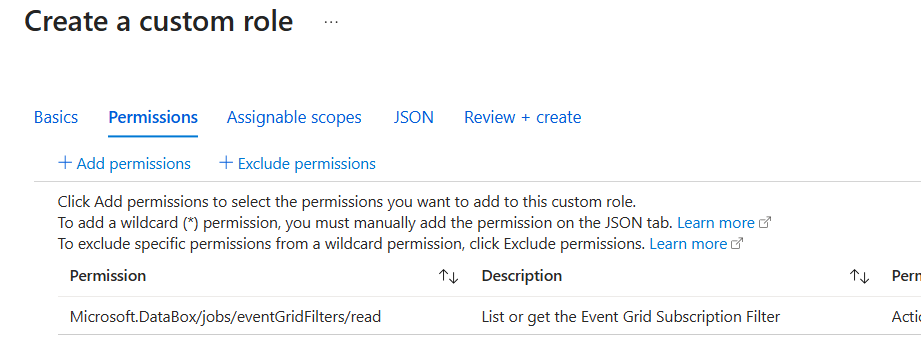 Create a custom role ...
Basics Permissions Assignable scopes JSON Review + create
+ Add permissions + Exclude permissions
Click Add permissions to select the permissions you want to add to this custom role.
To add a wildcard (*) permission, you must manually add the permission on the JSON tab. Learn more
To exclude specific permissions from a wildcard permission, click Exclude permissions. Learn more
Permission ↑↓ Description ↑↓ Perm
Microsoft.DataBox/jobs/eventGridFilters/read List or get the Event Grid Subscription Filter Actio